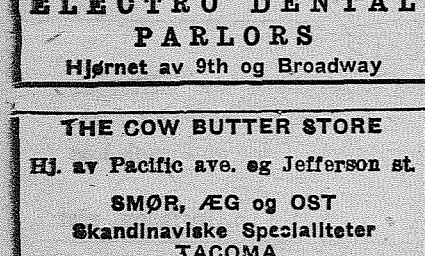 ELECTRO DENTAL
PARLORS
Hjørnet av 9th og Broadway
THE COW BUTTER STORE
Hj. av Pacific ave. og Jefferson st.
SMØR, ÆG og OST
Skandinaviske Specialiteter
TACOMA